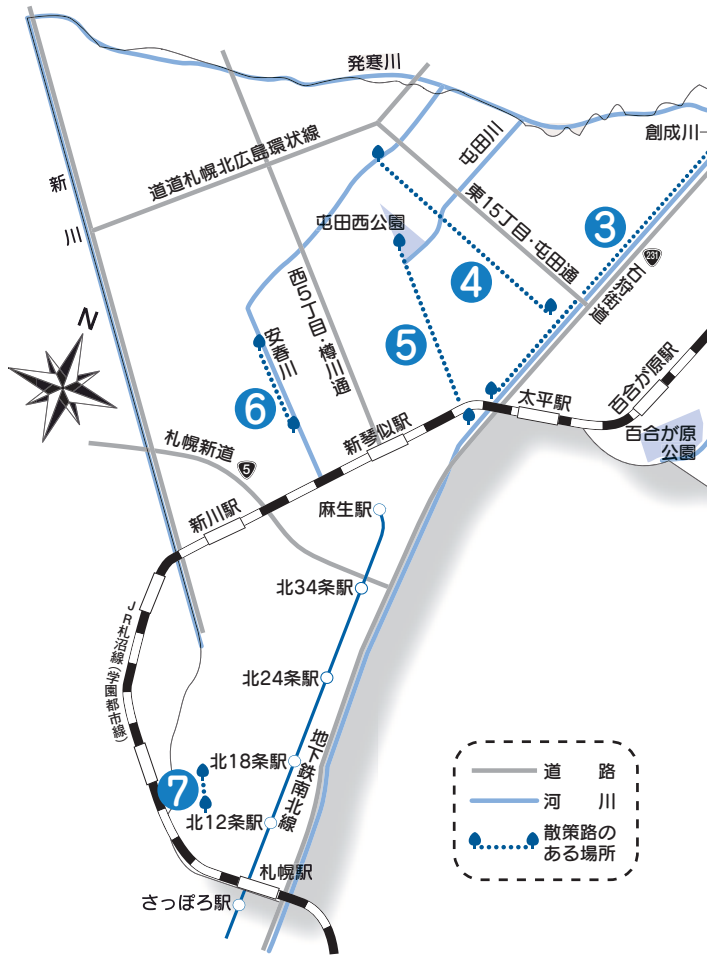 発寒川
創成川
屯田川
道道札幌北広島環状線
新川
東15丁目・屯田通
3
屯田西公園
231
石狩街道
4
西5丁目・樽川通
安春川
5
N
百合が原駅
6
太平駅
札幌新道
5
新琴似駅
百合が原
公園
新川駅
麻生駅
北34条駅
JR札沼線(学園都市線)
北24条駅
地下鉄南北線
北18条駅
7
北12条駅
札幌駅
さっぽろ駅
道路
河川
散策路の
ある場所